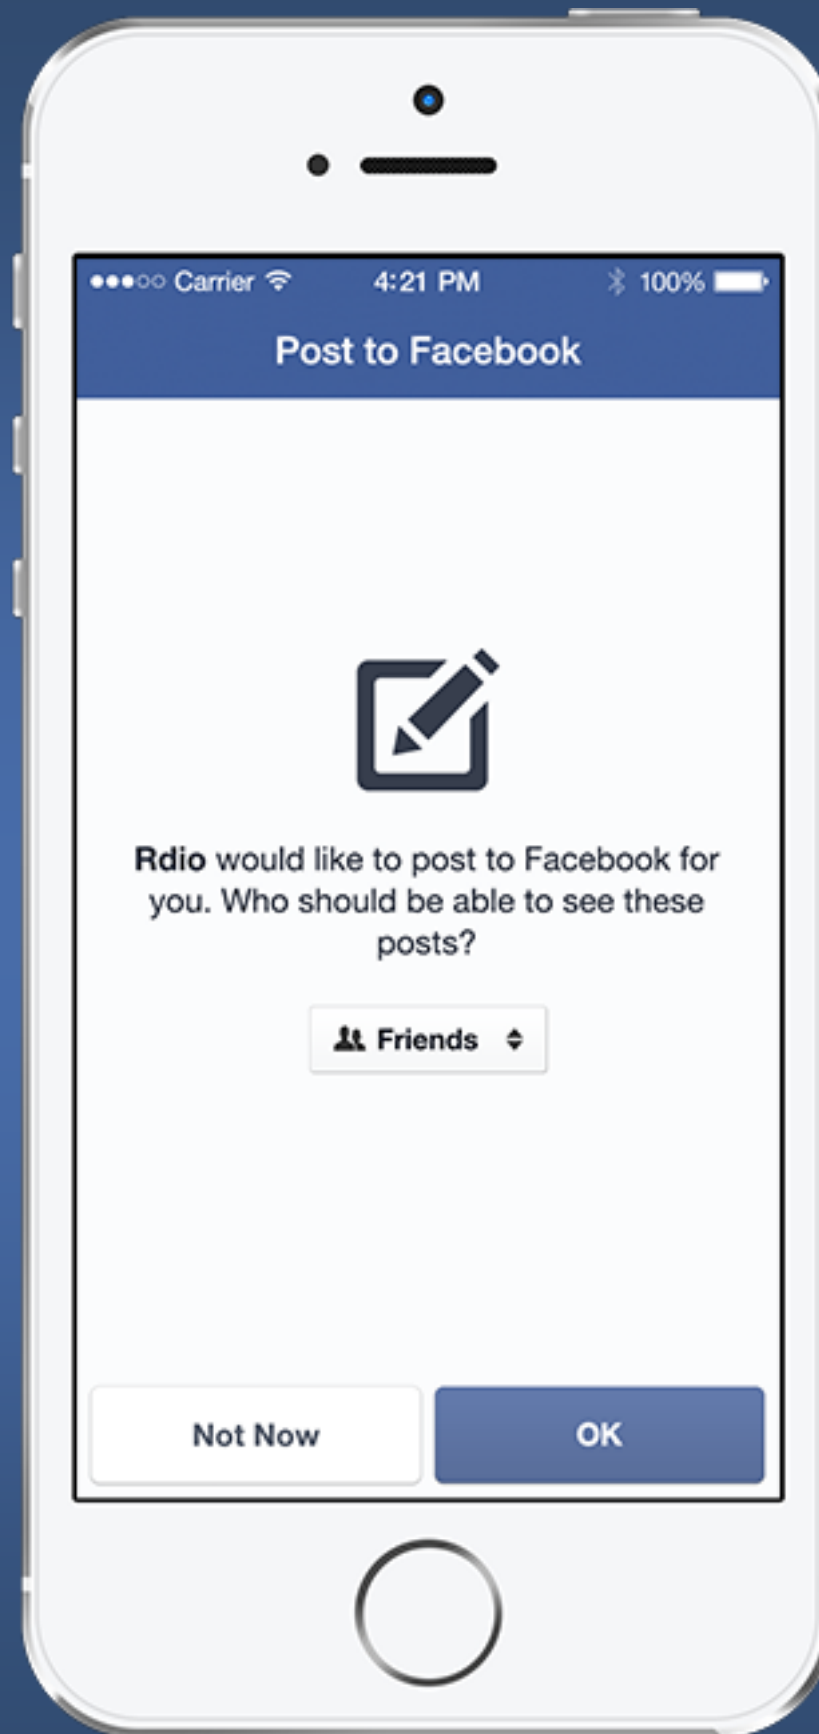 Carrier 4:21 PM 100%
Post to Facebook
Rdio would like to post to Facebook for
you. Who should be able to see these
posts?
Friends
Not Now OK